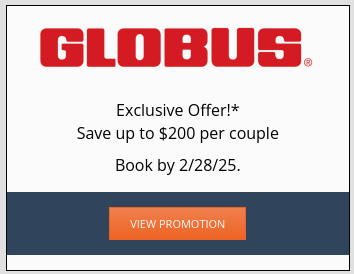 GLOBUS®
Exclusive Offer!*
Save up to $200 per couple
Book by 2/28/25.
VIEW PROMOTION